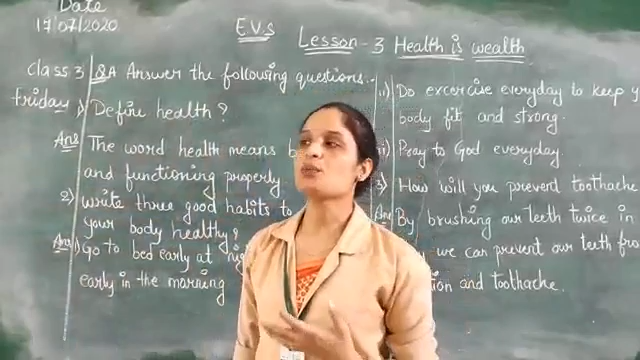 Date
17/07/2020
E.V.S
Lesson-3 Health is wealth
Class 3
Friday
Q&A Answer the following questions:-
1) Define health?
Ans The word health means
and functioning properly
2) Write three good habits to
your body healthy?
Ans 1) Go to bed early at
early in the morning
ii) Do excercise everyday to keep
body fit and strong.
Pray to God everyday.
3) How will you prevent toothache
Ans By brushing our teeth twice in
we can prevent our teeth
and toothache.